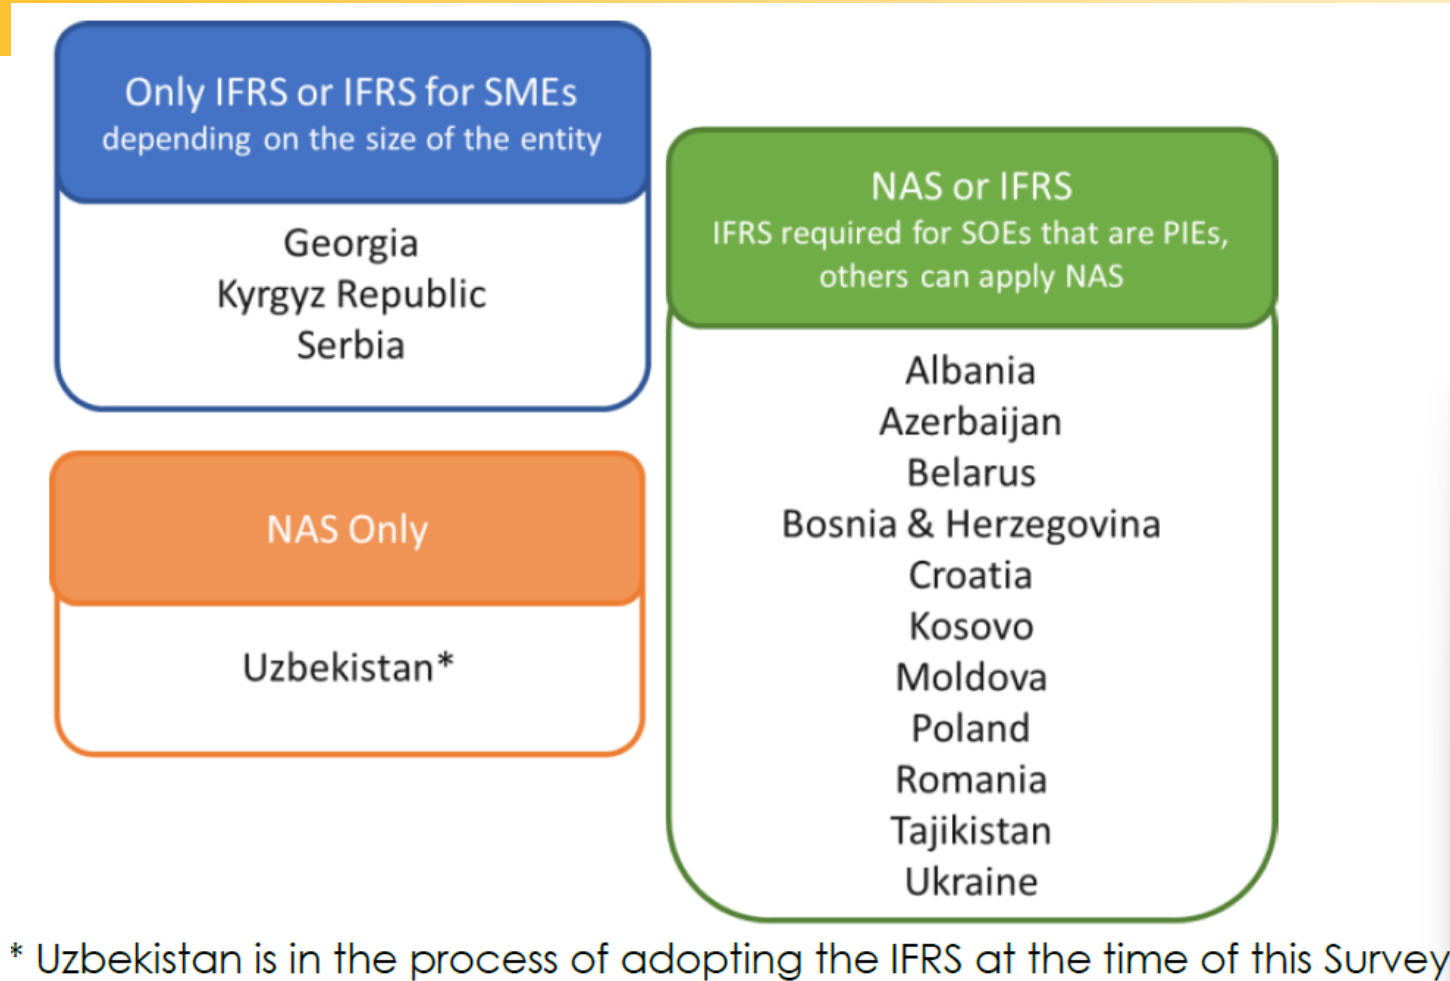 Only IFRS or IFRS for SMEs
depending on the size of the entity
Georgia
Kyrgyz Republic
Serbia
NAS Only
Uzbekistan*
NAS or IFRS
IFRS required for SOEs that are PIEs,
others can apply NAS
Albania
Azerbaijan
Belarus
Bosnia & Herzegovina
Croatia
Kosovo
Moldova
Poland
Romania
Tajikistan
Ukraine
* Uzbekistan is in the process of adopting the IFRS at the time of this Survey